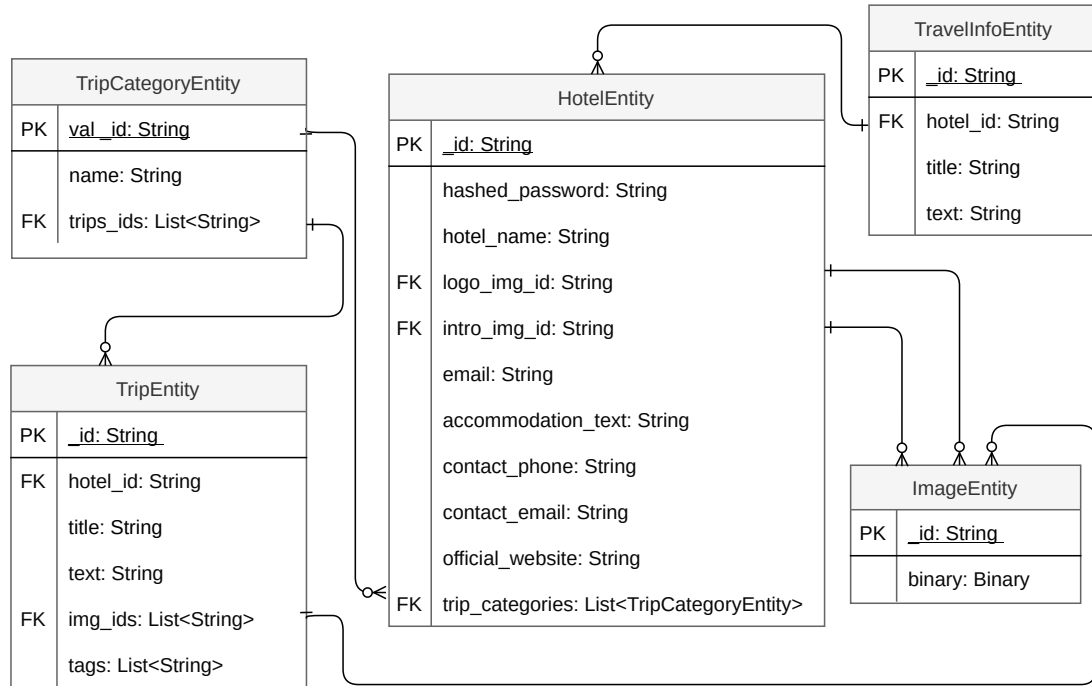 TripCategoryEntity
PK val _id: String
name: String
FK trips_ids: List<String>
TripEntity
PK _id: String
FK hotel_id: String
title: String
text: String
FK img_ids: List<String>
tags: List<String>
HotelEntity
PK _id: String
hashed_password: String
hotel_name: String
FK logo_img_id: String
FK intro_img_id: String
email: String
accommodation_text: String
contact_phone: String
contact_email: String
official_website: String
FK trip_categories: List<TripCategoryEntity>
TravelInfoEntity
PK _id: String
FK hotel_id: String
title: String
text: String
ImageEntity
PK _id: String
binary: Binary